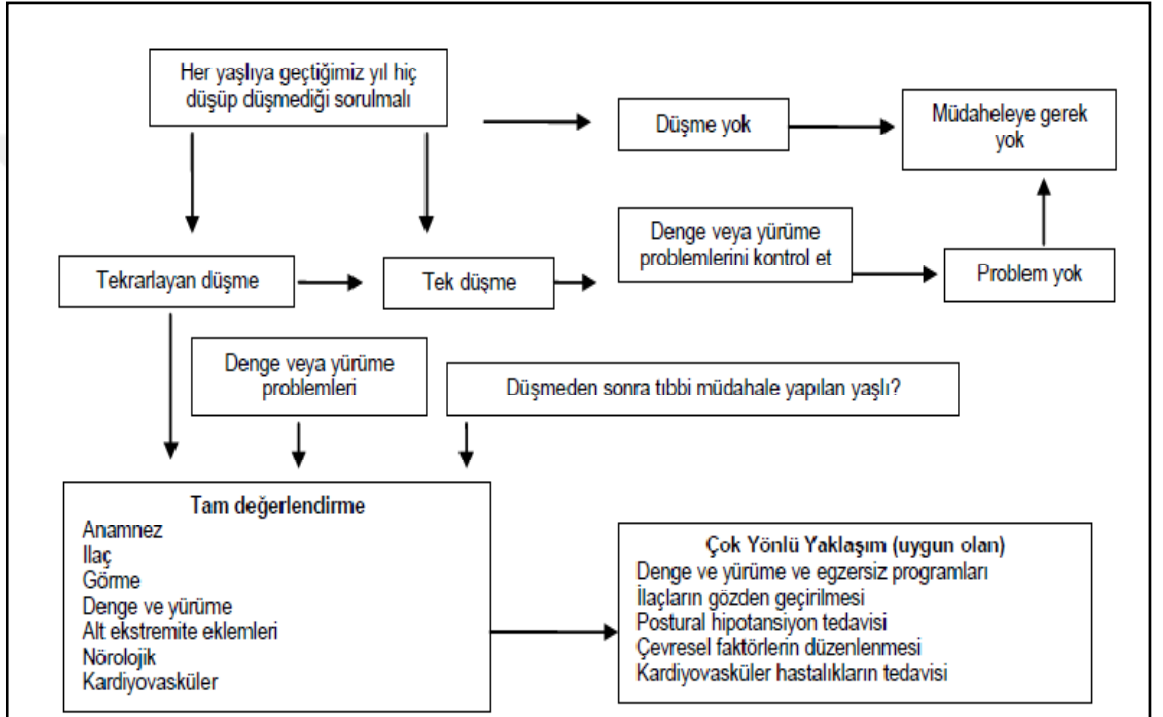 Her yaşlıya geçtiğimiz yıl hiç
düşüp düşmediği sorulmalı
Düşme yok
Müdaheleye gerek
yok
Tekrarlayan düşme
Tek düşme
Denge veya yürüme
problemlerini kontrol et
Problem yok
Denge veya yürüme
problemleri
Düşmeden sonra tıbbi müdahale yapılan yaşlı?
Tam değerlendirme
Anamnez
İlaç
Görme
Denge ve yürüme
Alt ekstremite eklemleri
Nörolojik
Kardiyovasküler
Çok Yönlü Yaklaşım (uygun olan)
Denge ve yürüme ve egzersiz programları
İlaçların gözden geçirilmesi
Postural hipotansiyon tedavisi
Çevresel faktörlerin düzenlenmesi
Kardiyovasküler hastalıkların tedavisi